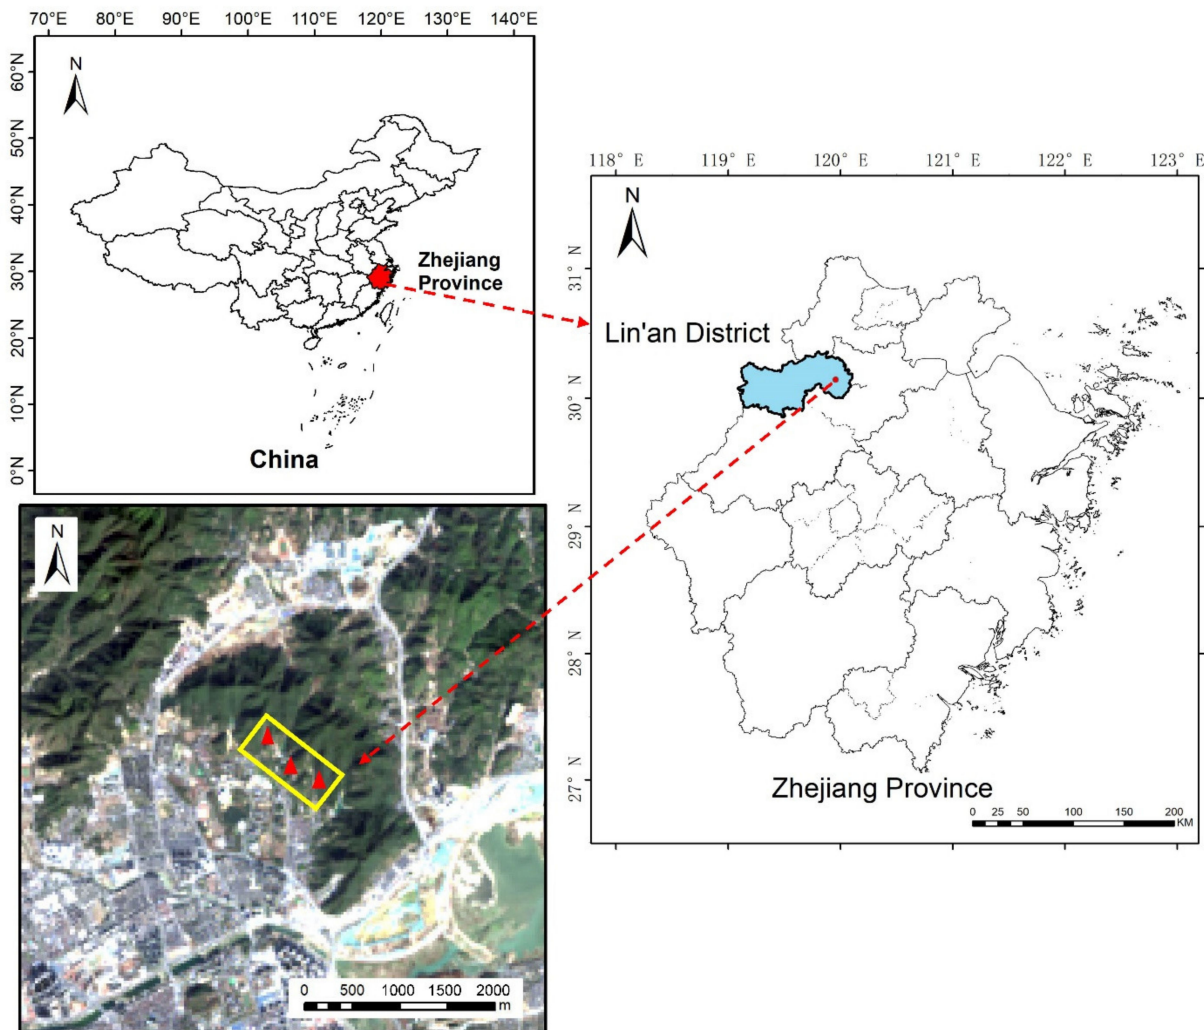 70°E 80°E 90°E 100°E 110°E 120°E 130°E 140°E
60°N
50°N
40°N
30°N
20°N
10°N
0°N
N
Zhejiang
Province
China
118° E 119° E 120° E 121° E 122° E 123° E
31° N
30° N
29° N
28° N
27° N
N
Lin'an District
Zhejiang Province
0 25 50 100 150 200
KM
N
0 500 1000 1500 2000
m